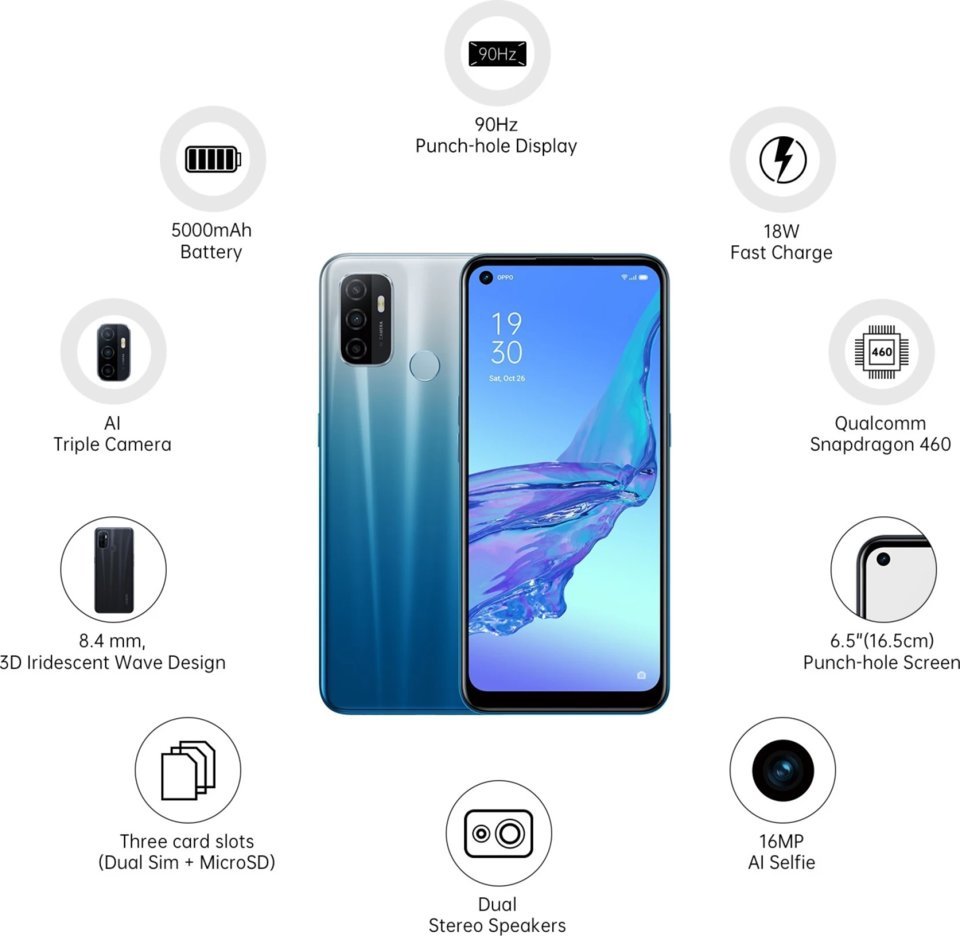 90Hz
90Hz
Punch-hole Display
5000mAh
Battery
18W
Fast Charge
OPPO
19
30
Sat, Oct 26
CAMERA
460
AI
Triple Camera
Qualcomm
Snapdragon 460
8.4 mm,
3D Iridescent Wave Design
6.5"(16.5cm)
Punch-hole Screen
Three card slots
(Dual Sim + MicroSD)
16MP
AI Selfie
Dual
Stereo Speakers